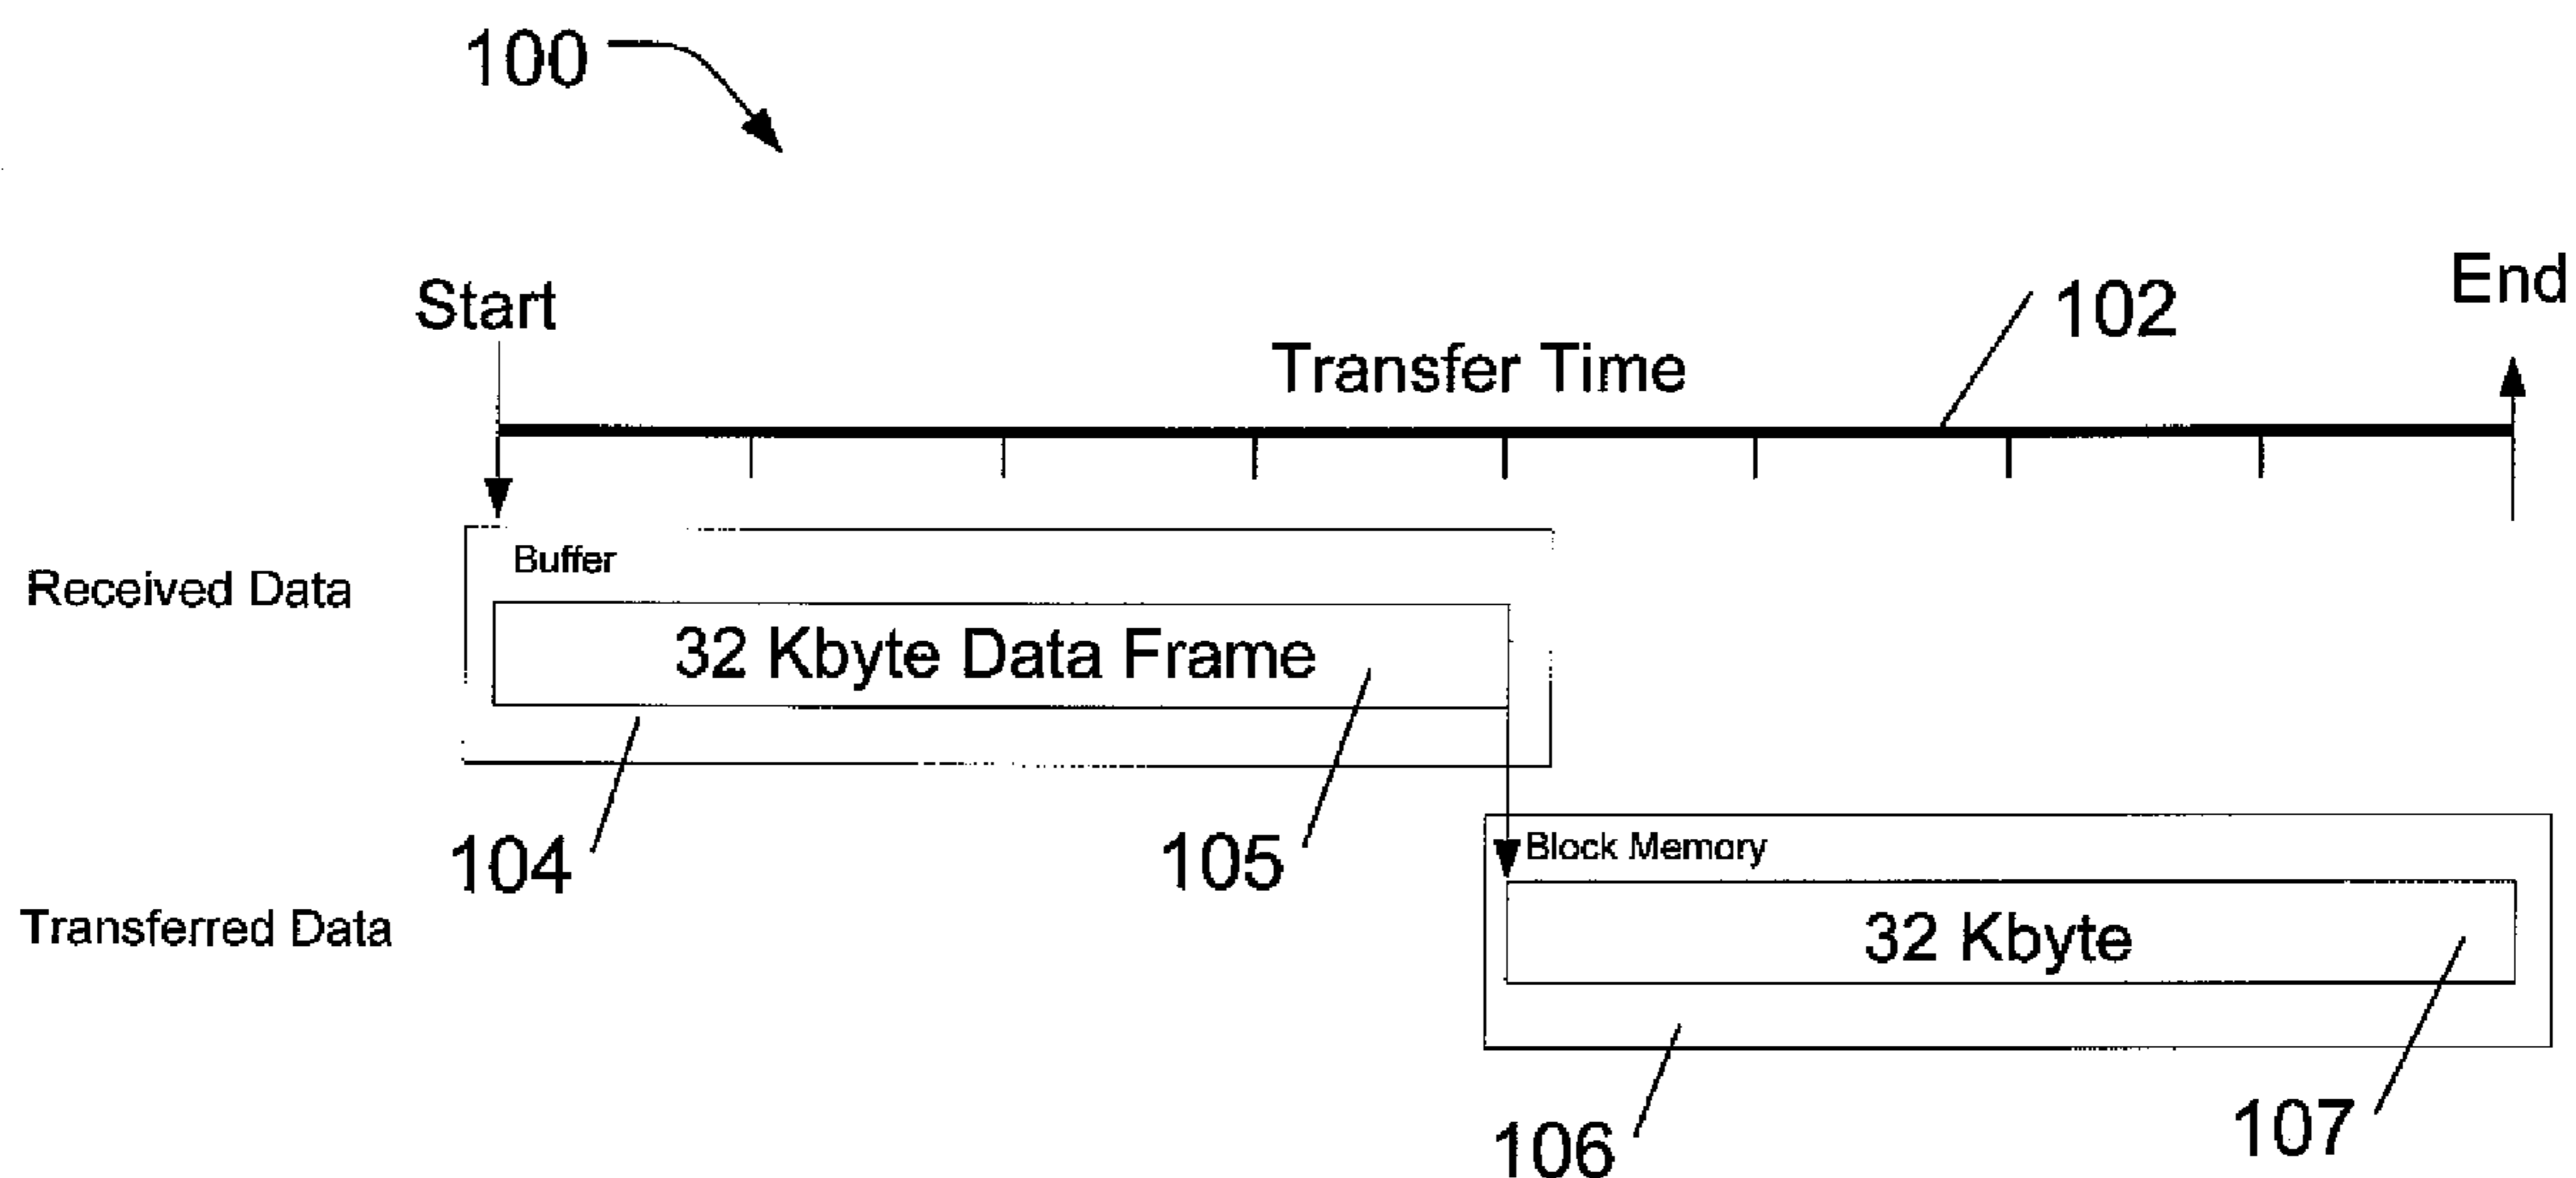 100
Start
End
102
Transfer Time
Buffer
Received Data
32 Kbyte Data Frame
104
105
Block Memory
Transferred Data
32 Kbyte
106
107